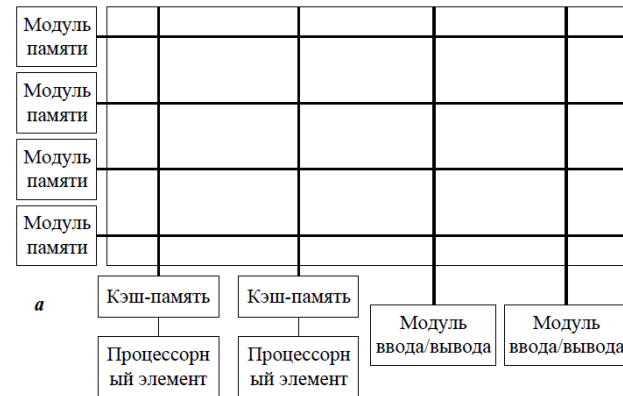 Модуль
памяти
Модуль
памяти
Модуль
памяти
Модуль
памяти
а
Кэш-память
Кэш-память
Модуль
ввода/вывода
Модуль
ввода/вывода
Процессорн
ый элемент
Процессорн
ый элемент